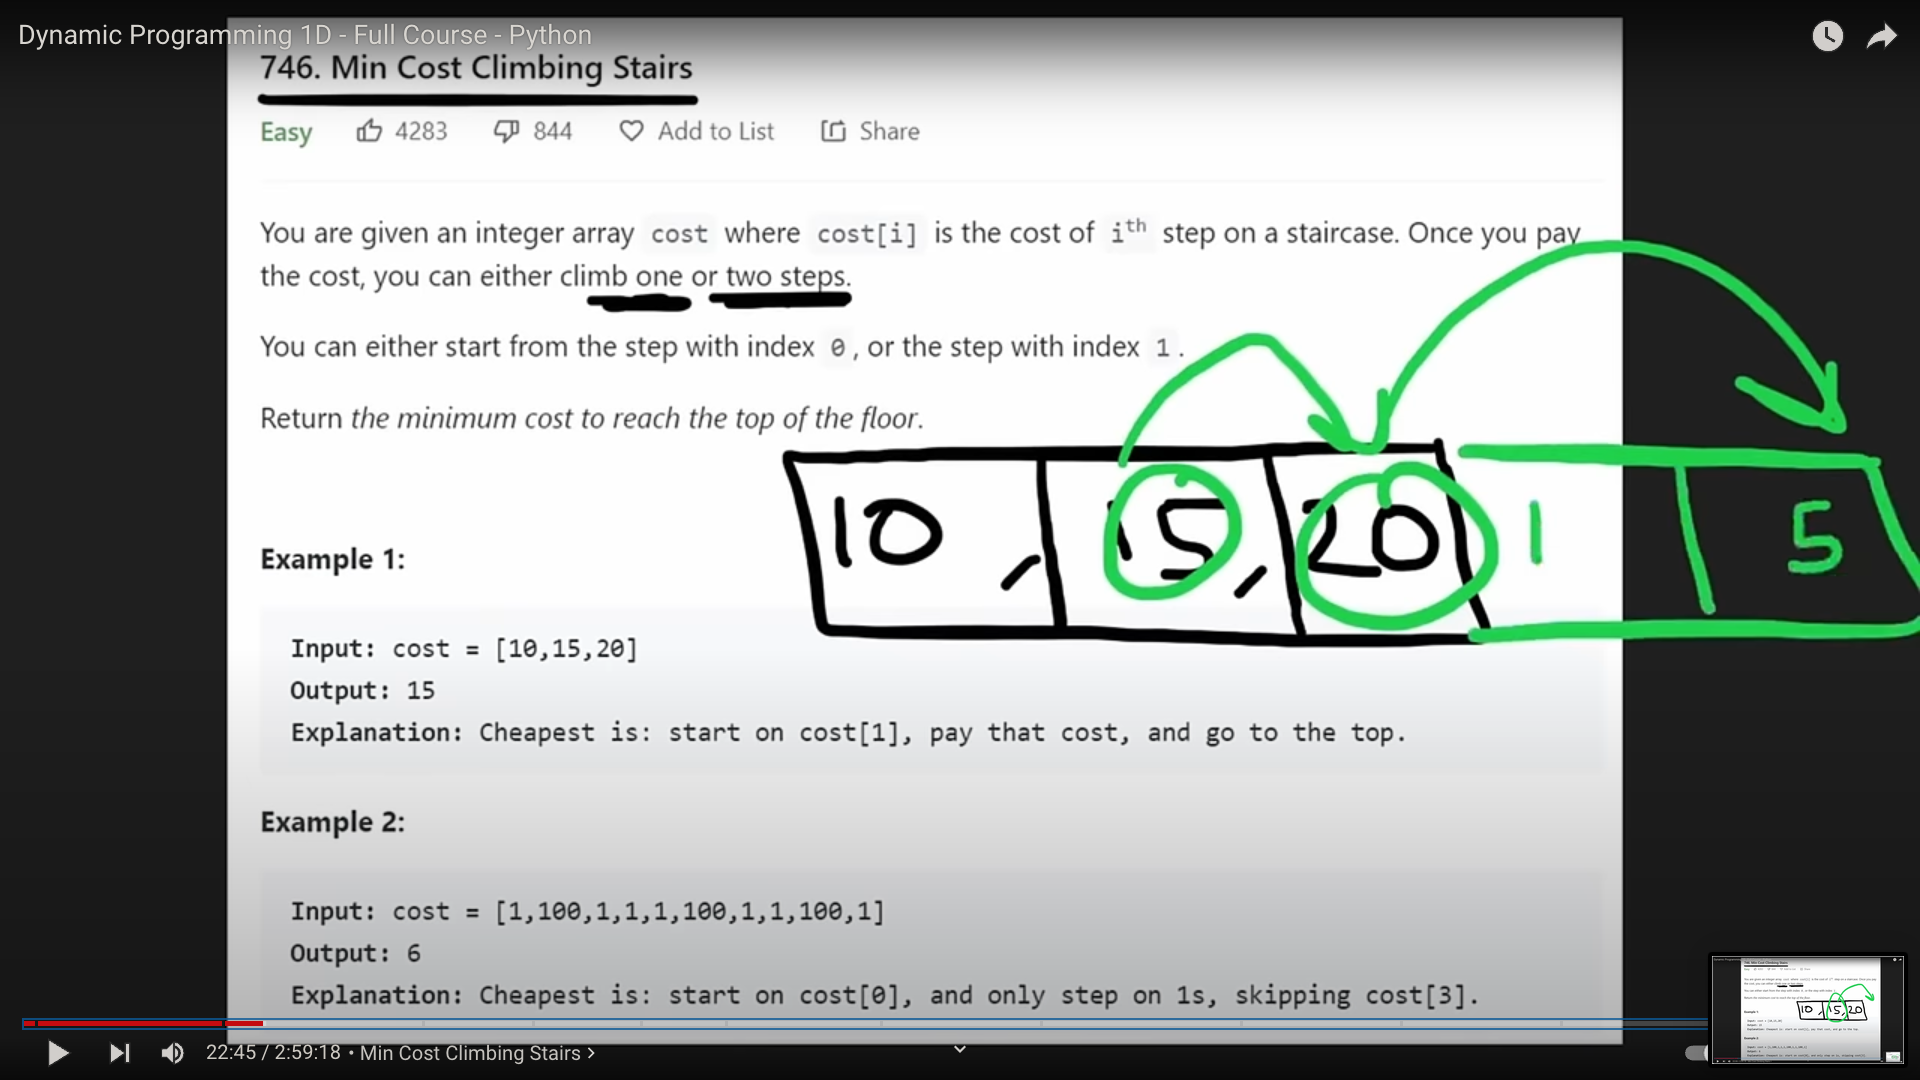 Dynamic Programming 1D - Full Course - Python
746. Min Cost Climbing Stairs
Easy 4283 844 Add to List Share
You are given an integer array cost where cost[i] is the cost of ith step on a staircase. Once you pay
the cost, you can either climb one or two steps.
You can either start from the step with index 0, or the step with index 1.
Return the minimum cost to reach the top of the floor.
10, 15, 20 1 5
Example 1:
Input: cost = [10,15,20]
Output: 15
Explanation: Cheapest is: start on cost[1], pay that cost, and go to the top.
Example 2:
Input: cost = [1,100,1,1,1,100,1,1,100,1]
Output: 6
Explanation: Cheapest is: start on cost[0], and only step on 1s, skipping cost[3].
10, 15, 20
22:45 / 2:59:18 • Min Cost Climbing Stairs >